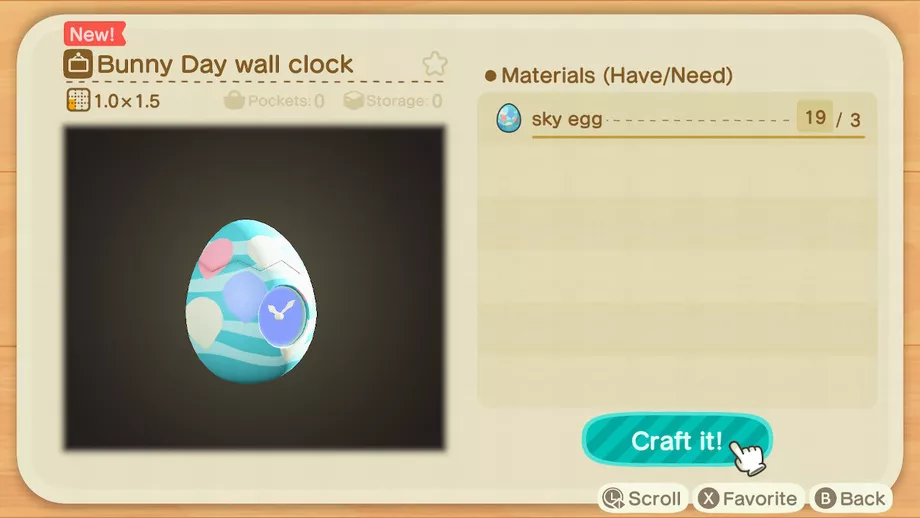 New!
Bunny Day wall clock
1.0×1.5
Pockets: 0
Storage: 0
Materials (Have/Need)
sky egg 19 / 3
Craft it!
L Scroll
X Favorite
B Back